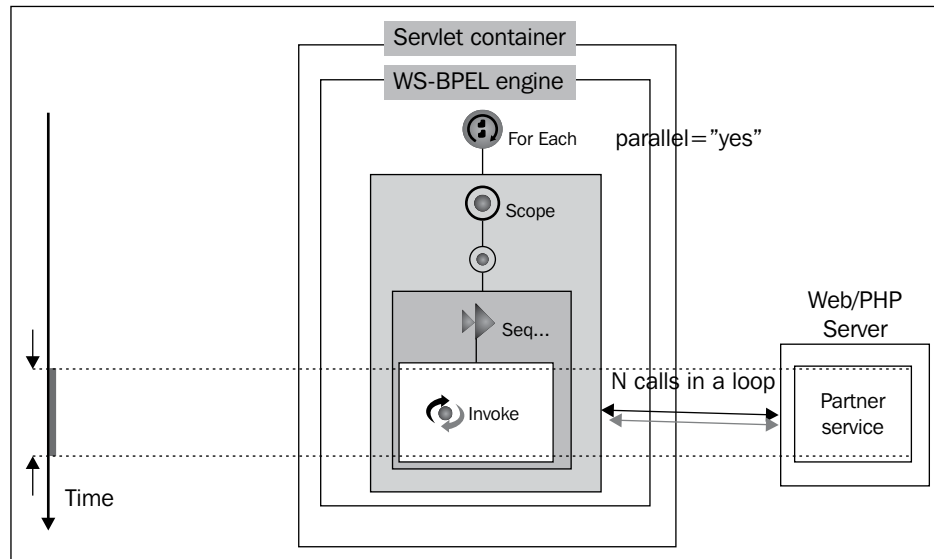 Servlet container
WS-BPEL engine
For Each
parallel=”yes”
Scope
Seq...
Web/PHP
Server
N calls in a loop
Invoke
Partner
service
Time